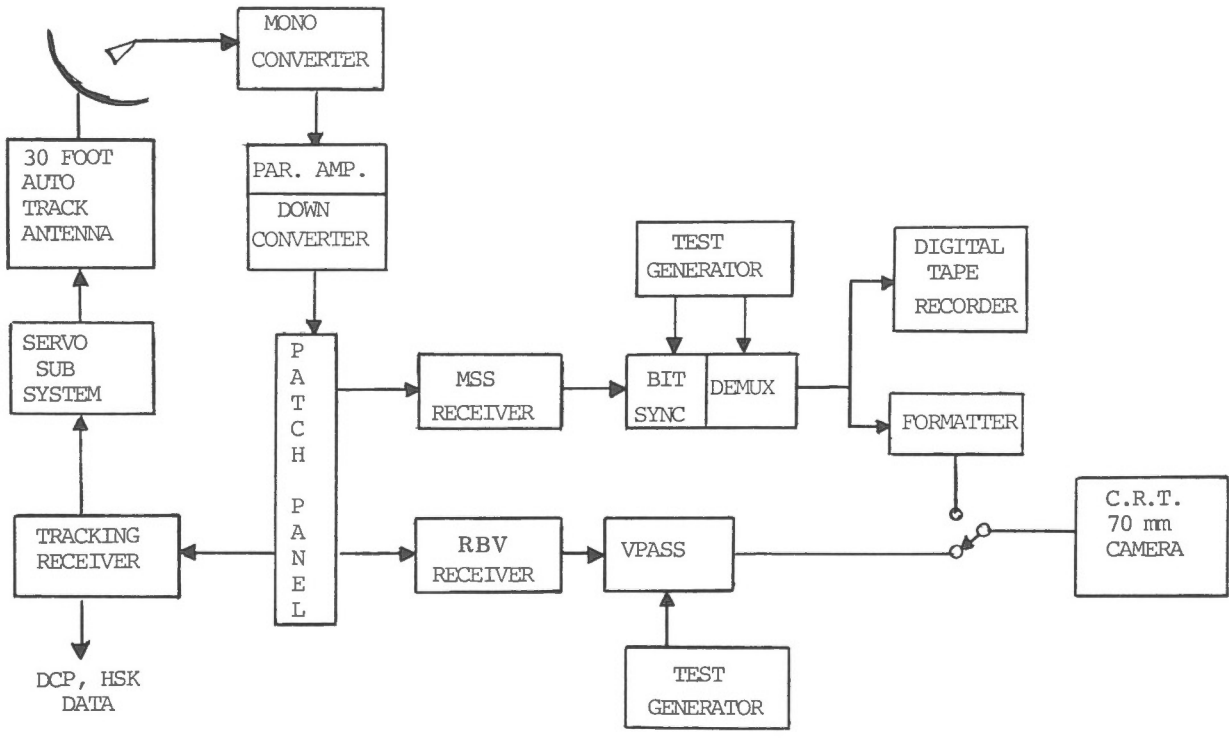 MONO
CONVERTER
30 FOOT
AUTO
TRACK
ANTENNA
PAR. AMP.
DOWN
CONVERTER
TEST
GENERATOR
DIGITAL
TAPE
RECORDER
SERVO
SUB
SYSTEM
PATCH PANEL
MSS
RECEIVER
BIT
SYNC
DEMUX
FORMATTER
TRACKING
RECEIVER
RBV
RECEIVER
VPASS
C.R.T.
70 mm
CAMERA
DCP, HSK
DATA
TEST
GENERATOR